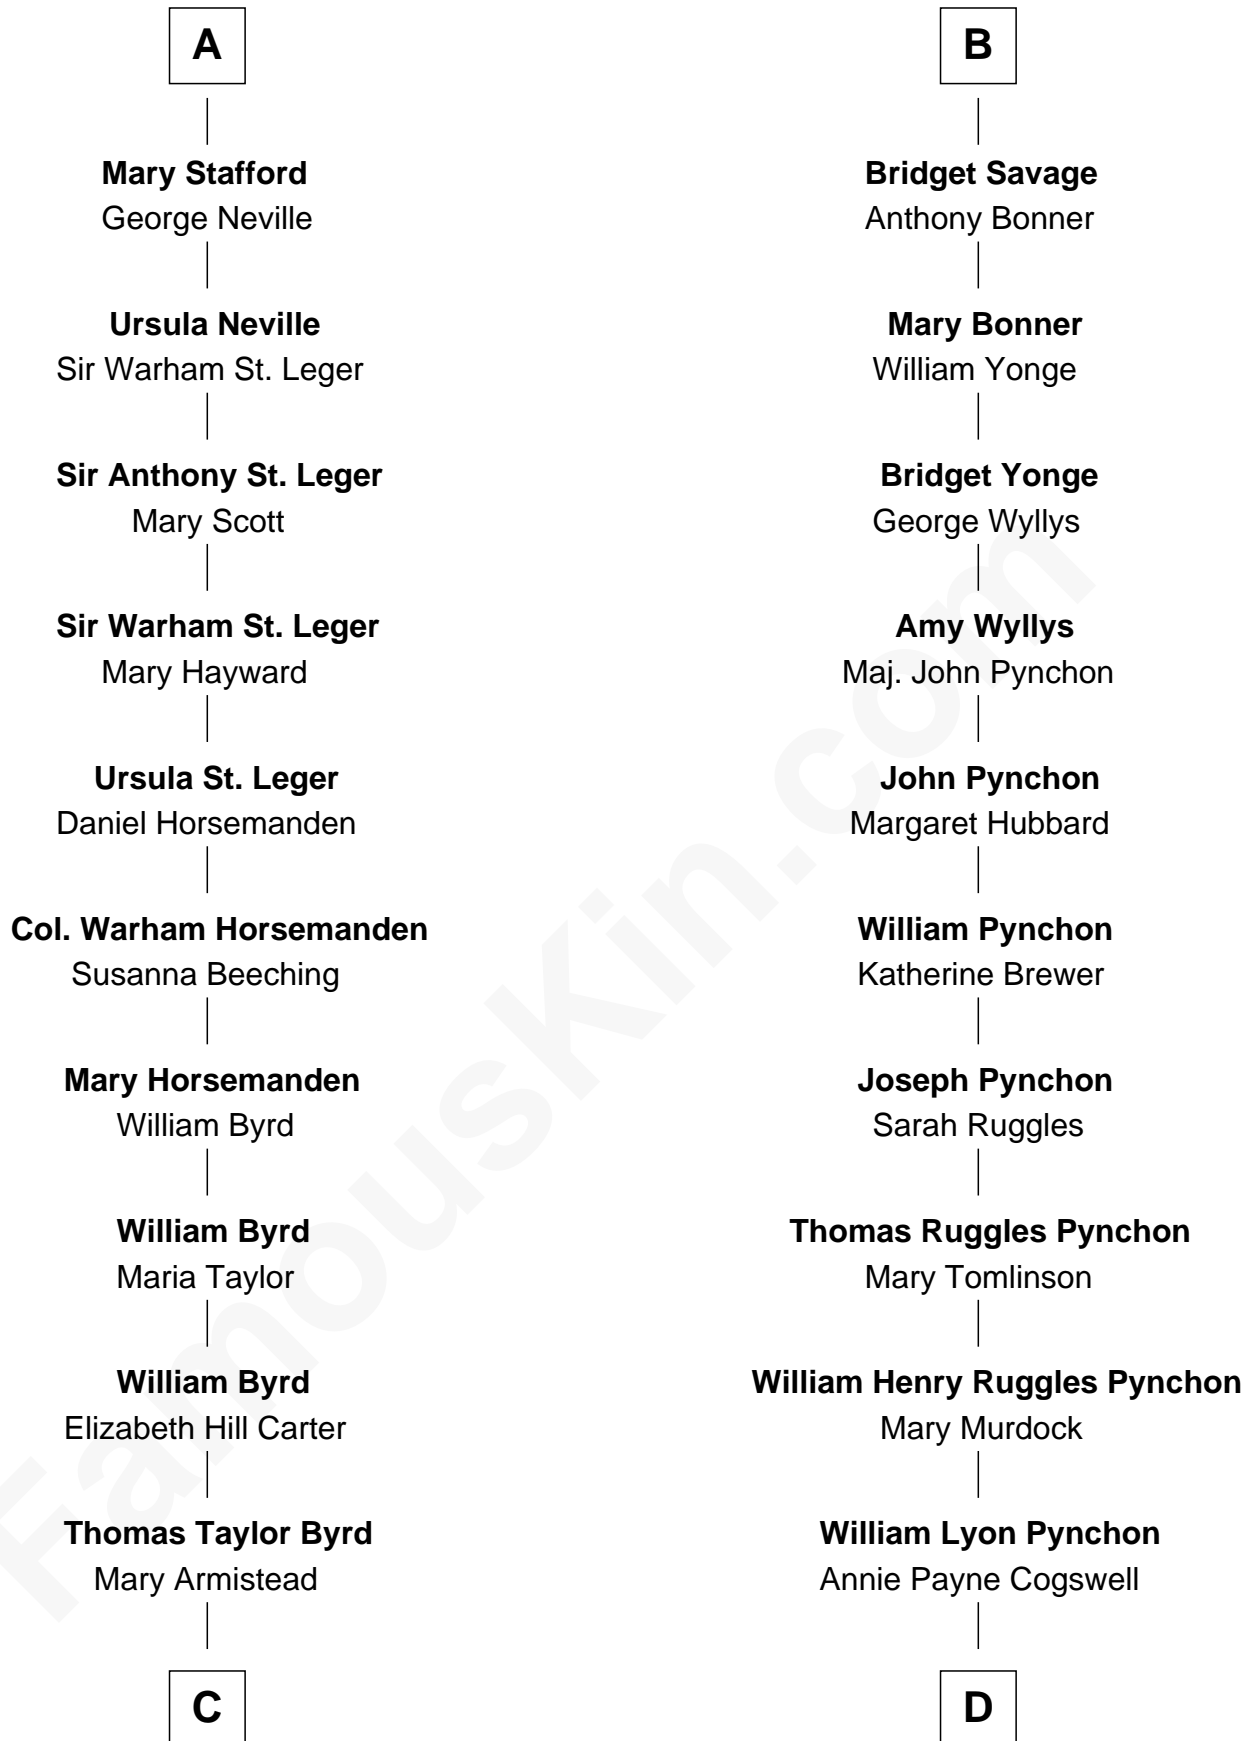 A
Mary Stafford
George Neville
Ursula Neville
Sir Warham St. Leger
Sir Anthony St. Leger
Mary Scott
Sir Warham St. Leger
Mary Hayward
Ursula St. Leger
Daniel Horsemanden
Col. Warham Horsemanden
Susanna Beeching
Mary Horsemanden
William Byrd
William Byrd
Maria Taylor
William Byrd
Elizabeth Hill Carter
Thomas Taylor Byrd
Mary Armistead
C
B
Bridget Savage
Anthony Bonner
Mary Bonner
William Yonge
Bridget Yonge
George Wyllys
Amy Wyllys
Maj. John Pynchon
John Pynchon
Margaret Hubbard
William Pynchon
Katherine Brewer
Joseph Pynchon
Sarah Ruggles
Thomas Ruggles Pynchon
Mary Tomlinson
William Henry Ruggles Pynchon
Mary Murdock
William Lyon Pynchon
Annie Payne Cogswell
D
FamousKin.com